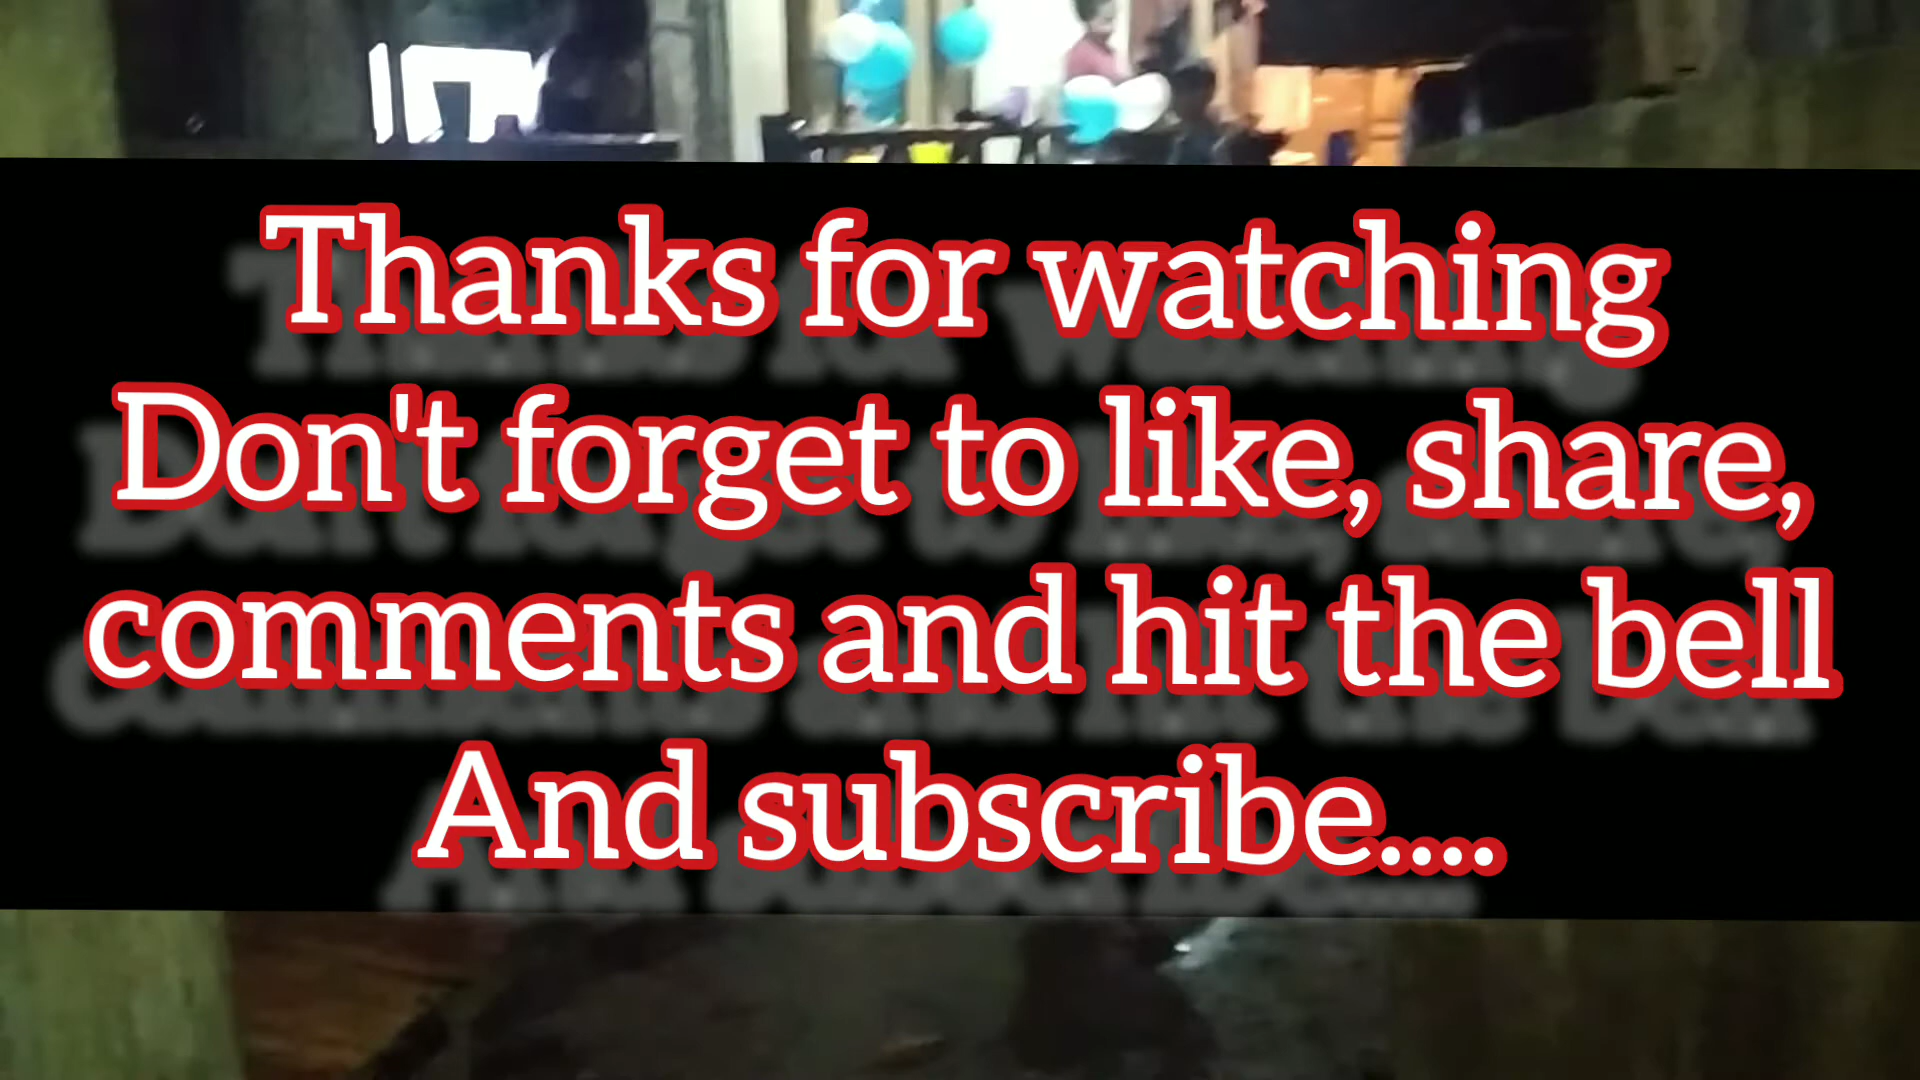 Thanks for watching
Don't forget to like, share,
comments and hit the bell
And subscribe....